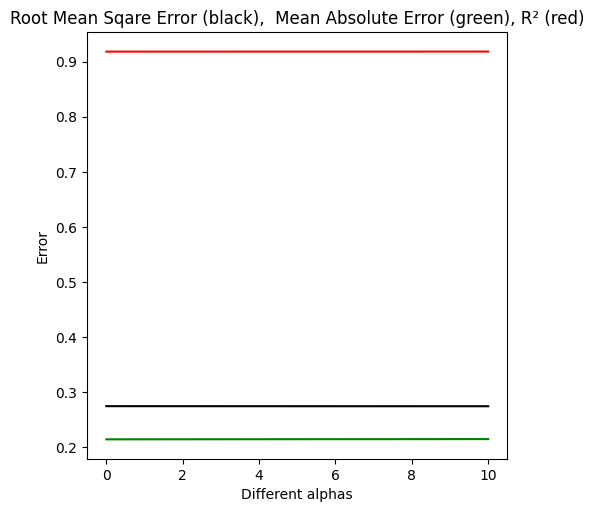 Root Mean Sqare Error (black),  Mean Absolute Error (green), R² (red)
0.9
0.8
0.7
0.6
0.5
0.4
0.3
0.2
Error
0 2 4 6 8 10
Different alphas